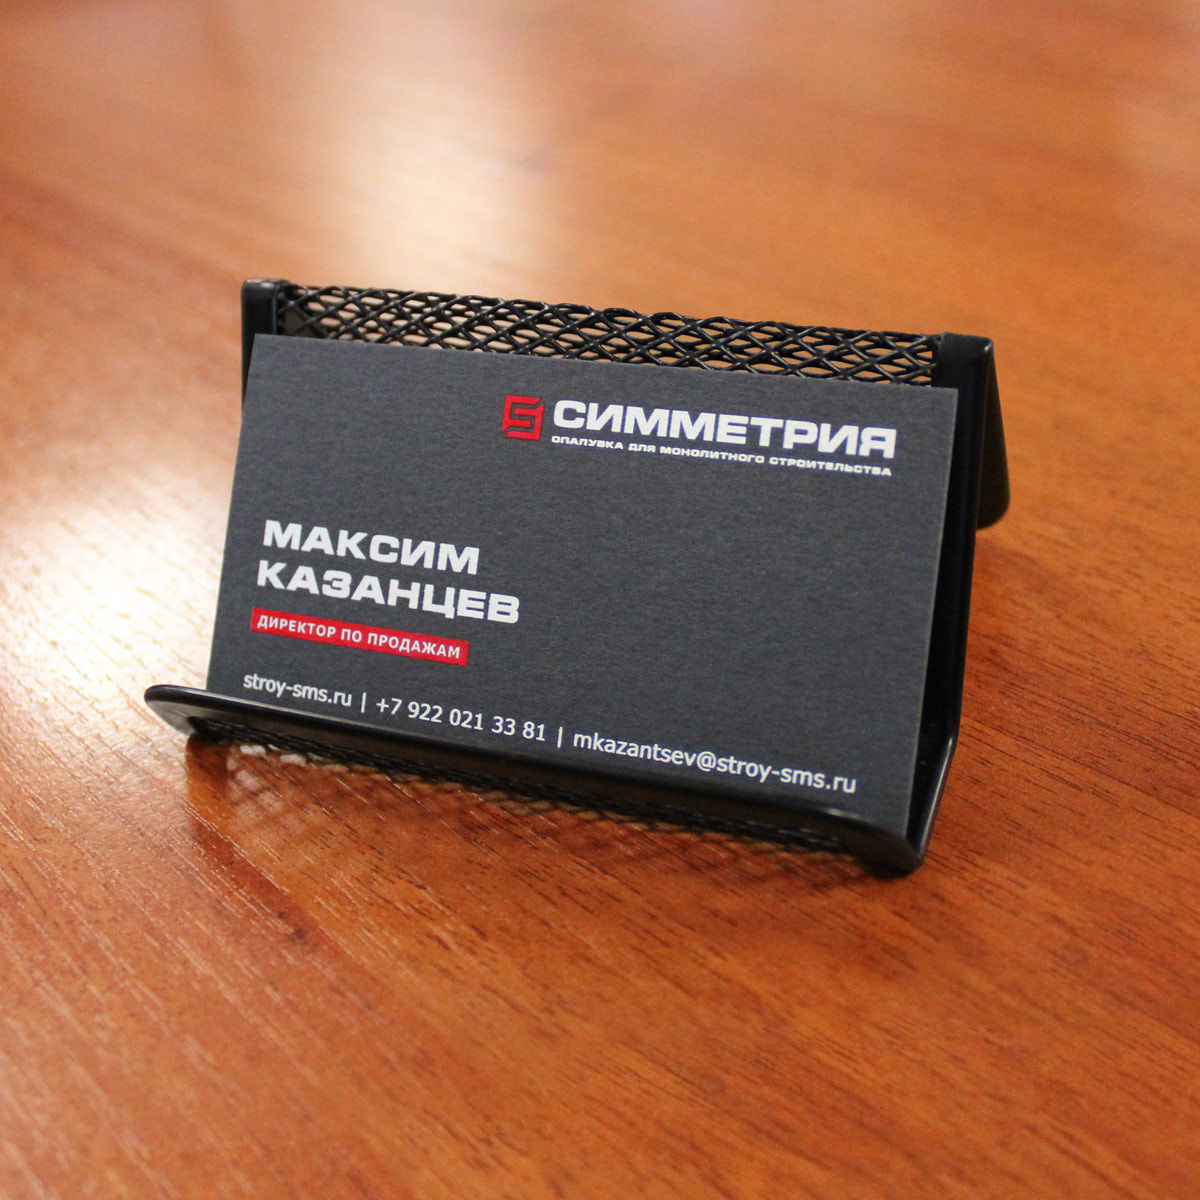 СИММЕТРИЯ
ОПАЛУБКА ДЛЯ МОНОЛИТНОГО СТРОИТЕЛЬСТВА
МАКСИМ
КАЗАНЦЕВ
ДИРЕКТОР ПО ПРОДАЖАМ
stroy-sms.ru | +7 922 021 33 81 | mkazantsev@stroy-sms.ru